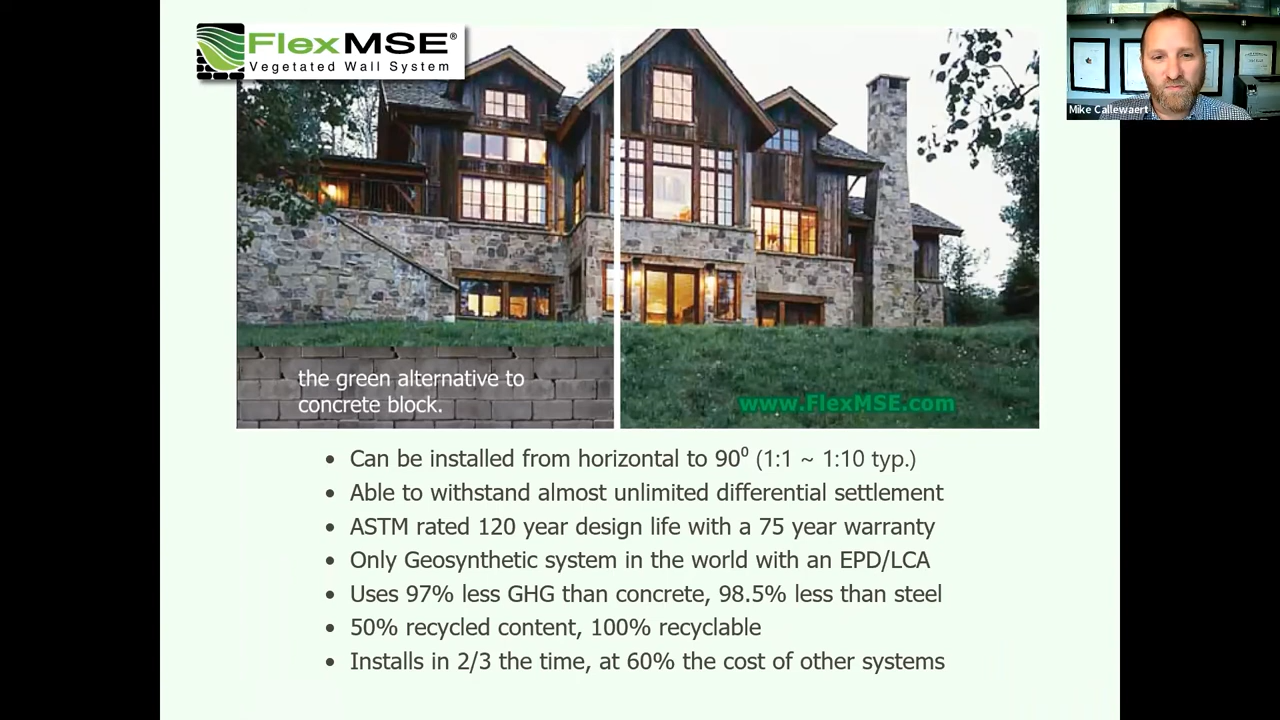 FlexMSE®
Vegetated Wall System
Mike Callewaert
the green alternative to
concrete block.
www.FlexMSE.com
• Can be installed from horizontal to 90⁰ (1:1 ~ 1:10 typ.)
• Able to withstand almost unlimited differential settlement
• ASTM rated 120 year design life with a 75 year warranty
• Only Geosynthetic system in the world with an EPD/LCA
• Uses 97% less GHG than concrete, 98.5% less than steel
• 50% recycled content, 100% recyclable
• Installs in 2/3 the time, at 60% the cost of other systems